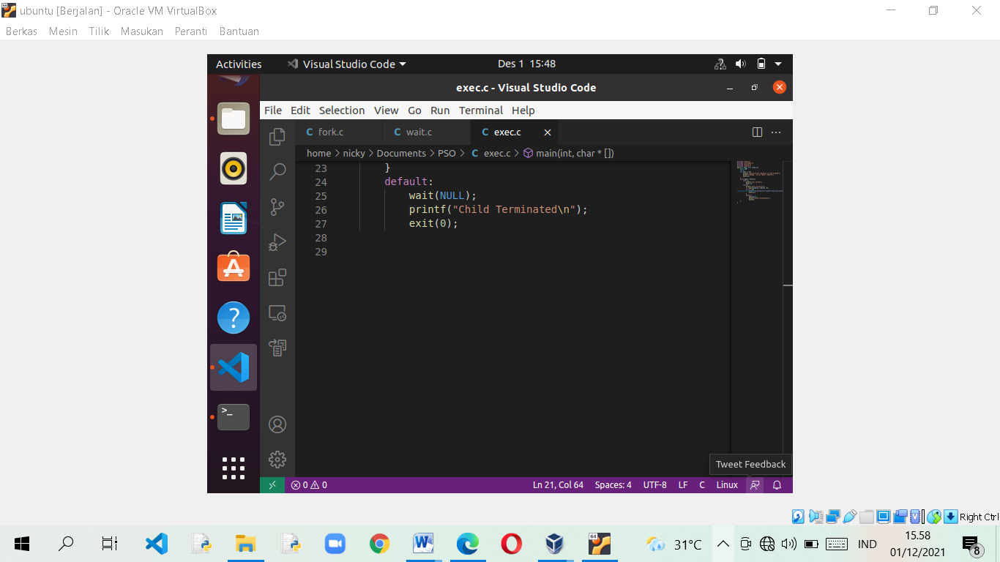 ubuntu [Berjalan] - Oracle VM VirtualBox
Berkas Mesin Tilik Masukan Peranti Bantuan
Activities Visual Studio Code Des 1 15:48
exec.c - Visual Studio Code
File Edit Selection View Go Run Terminal Help
C fork.c C wait.c C exec.c
home > nicky > Documents > PSO > C exec.c > main(int, char * [])
23 }
24 default:
25 wait(NULL);
26 printf("Child Terminated\n");
27 exit(0);
28
29
Tweet Feedback
0 0 Ln 21, Col 64 Spaces: 4 UTF-8 LF C Linux
Right Ctrl
31°C IND 15.58
01/12/2021 8